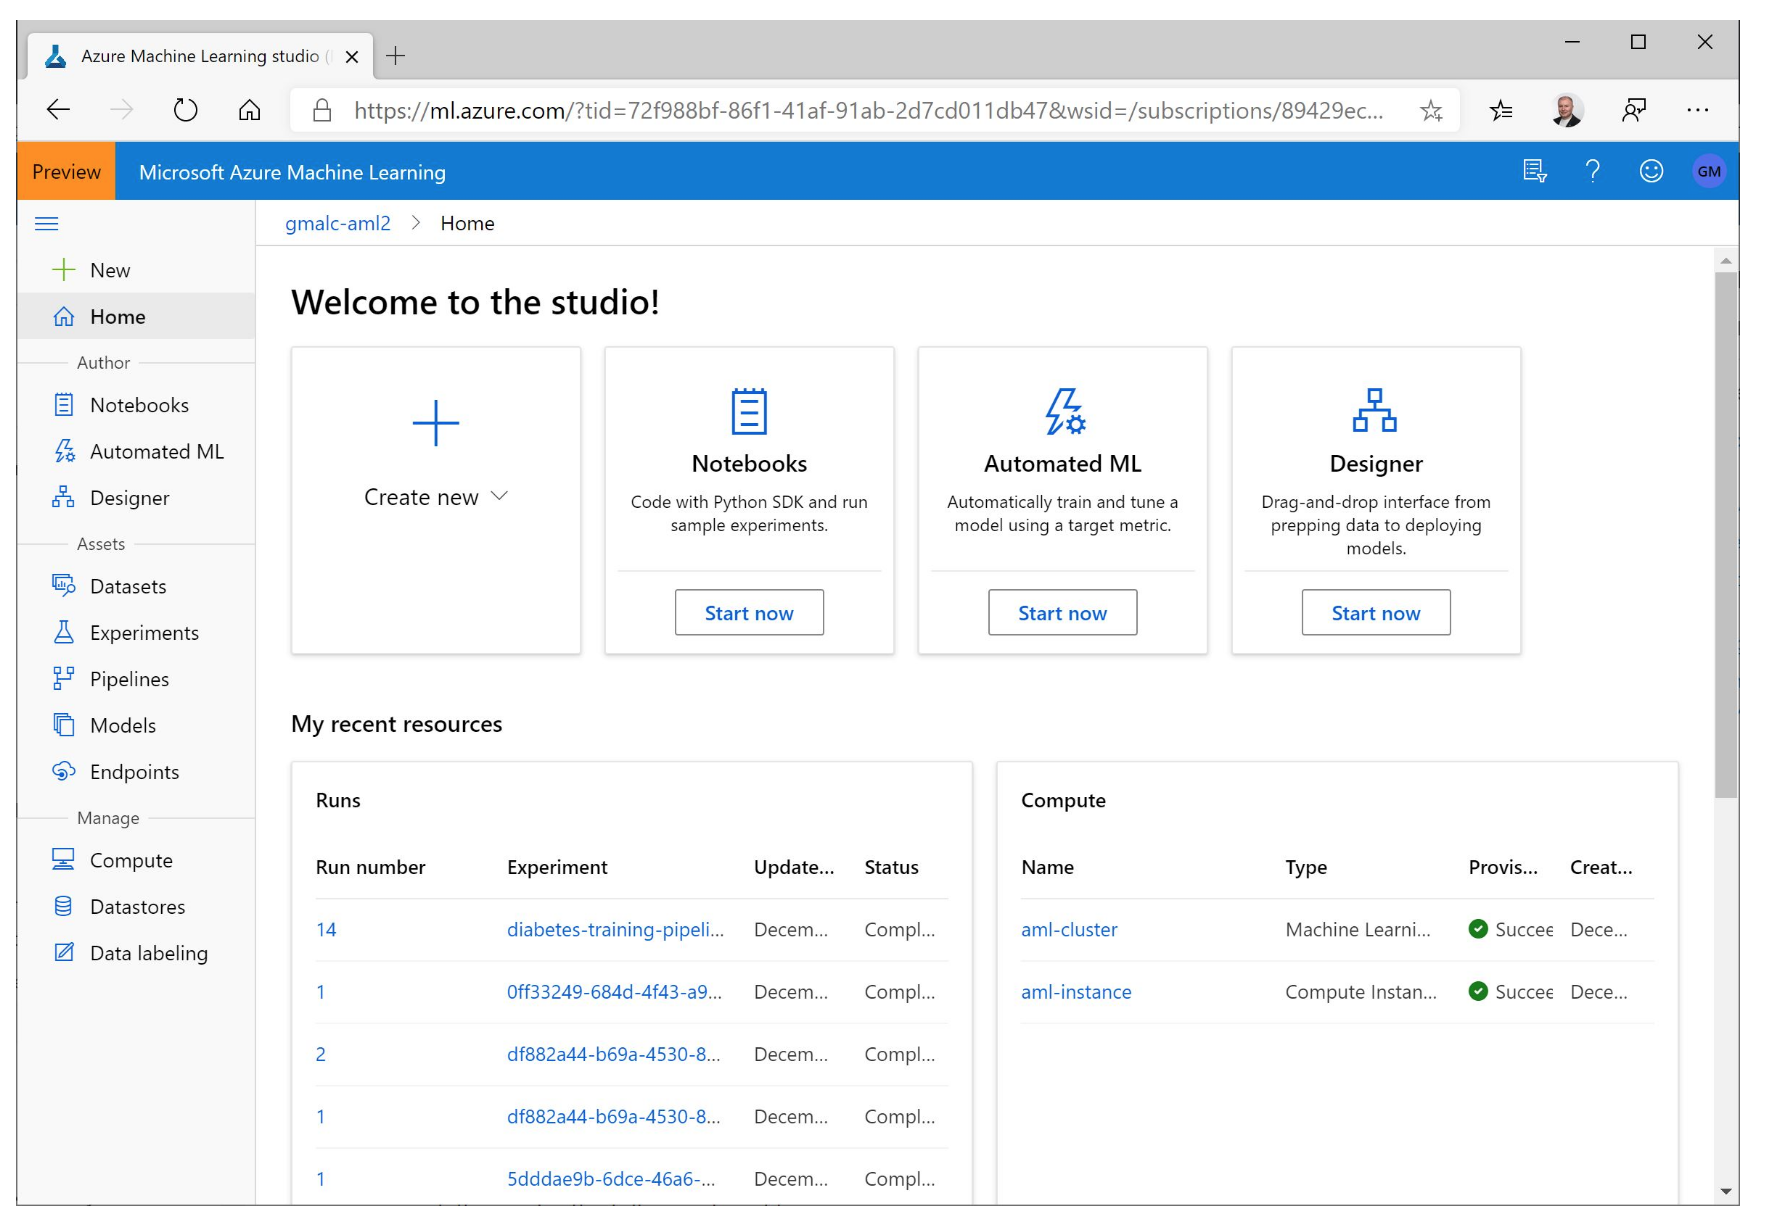 Azure Machine Learning studio (
https://ml.azure.com/?tid=72f988bf-86f1-41af-91ab-2d7cd011db47&wsid=/subscriptions/89429ec...
Preview
Microsoft Azure Machine Learning
GM
gmalc-aml2 > Home
New
Home
Author
Notebooks
Automated ML
Designer
Assets
Datasets
Experiments
Pipelines
Models
Endpoints
Manage
Compute
Datastores
Data labeling
Welcome to the studio!
Create new
Notebooks
Code with Python SDK and run
sample experiments.
Start now
Automated ML
Automatically train and tune a
model using a target metric.
Start now
Designer
Drag-and-drop interface from
prepping data to deploying
models.
Start now
My recent resources
Runs
Run number Experiment Update... Status
14 diabetes-training-pipeli... Decem... Compl...
1 0ff33249-684d-4f43-a9... Decem... Compl...
2 df882a44-b69a-4530-8... Decem... Compl...
1 df882a44-b69a-4530-8... Decem... Compl...
1 5dddae9b-6dce-46a6-... Decem... Compl...
Compute
Name Type Provis... Creat...
aml-cluster Machine Learni... Succee Dece...
aml-instance Compute Instan... Succee Dece...